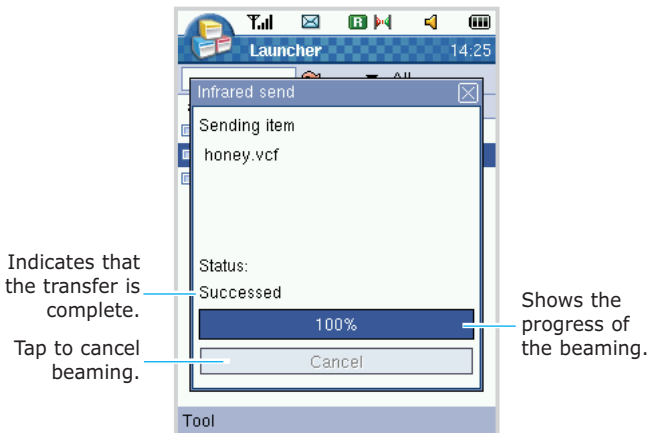 R
Launcher
14:25
All
Infrared send
Sending item
honey.vcf
Status:
Successed
100%
Cancel
Tool
Indicates that
the transfer is
complete.
Tap to cancel
beaming.
Shows the
progress of
the beaming.